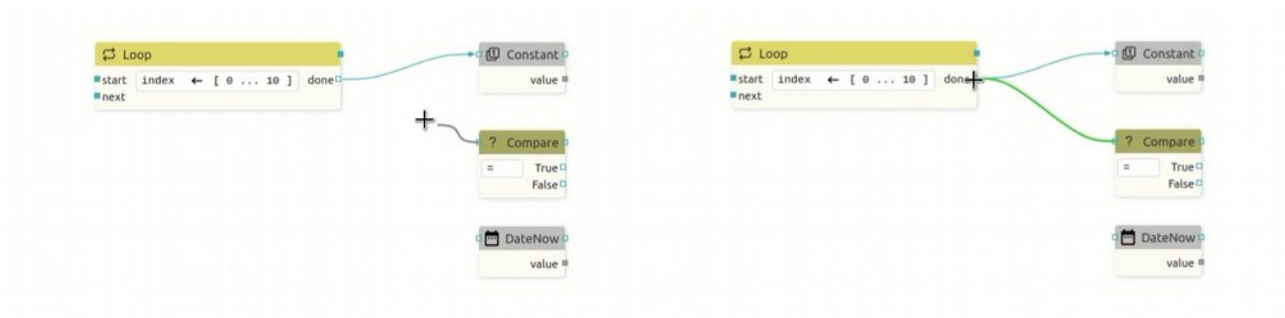 Loop
start index ← [ 0 ... 10 ] done
next
Constant
value
? Compare
= True
False
DateNow
value
Loop
start index ← [ 0 ... 10 ] done
next
Constant
value
? Compare
= True
False
DateNow
value